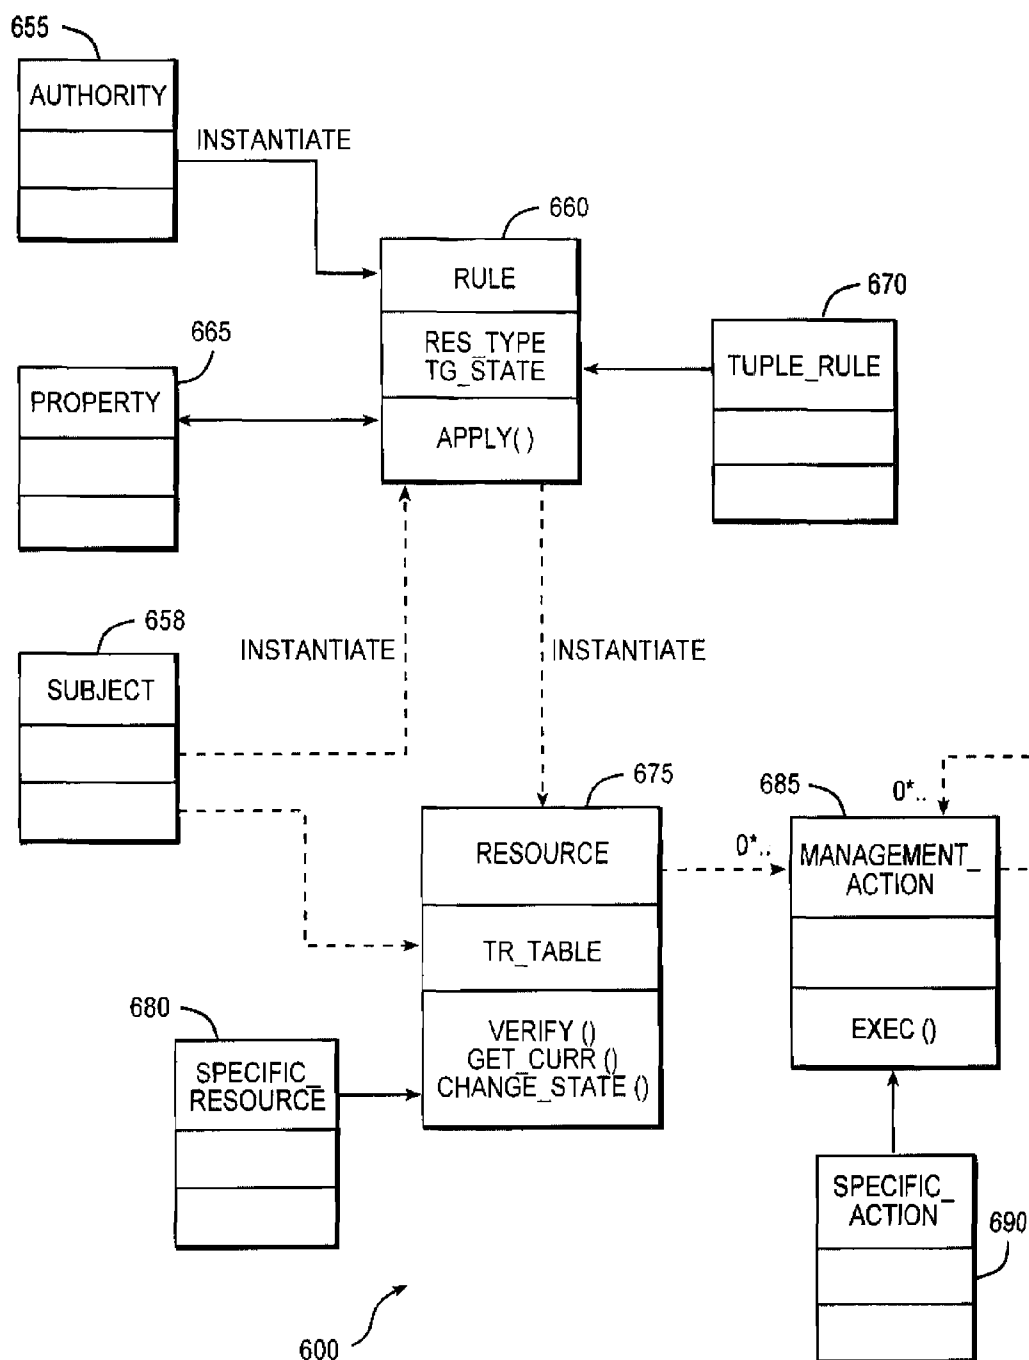 655
AUTHORITY
INSTANTIATE
660
RULE
RES_TYPE
TG_STATE
APPLY( )
665
PROPERTY
670
TUPLE_RULE
658
SUBJECT
INSTANTIATE
INSTANTIATE
675
RESOURCE
TR_TABLE
VERIFY ( )
GET_CURR ( )
CHANGE_STATE ( )
0*..
685
0*..
MANAGEMENT_
ACTION
EXEC ( )
680
SPECIFIC_
RESOURCE
SPECIFIC_
ACTION
690
600